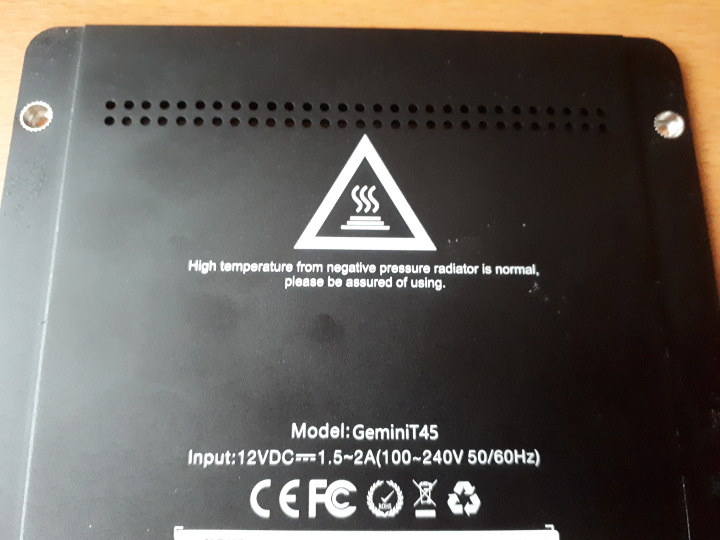 High temperature from negative pressure radiator is normal,
please be assured of using.
Model:GeminiT45
Input:12VDC⎓1.5~2A(100~240V 50/60Hz)
CE FC RoHS